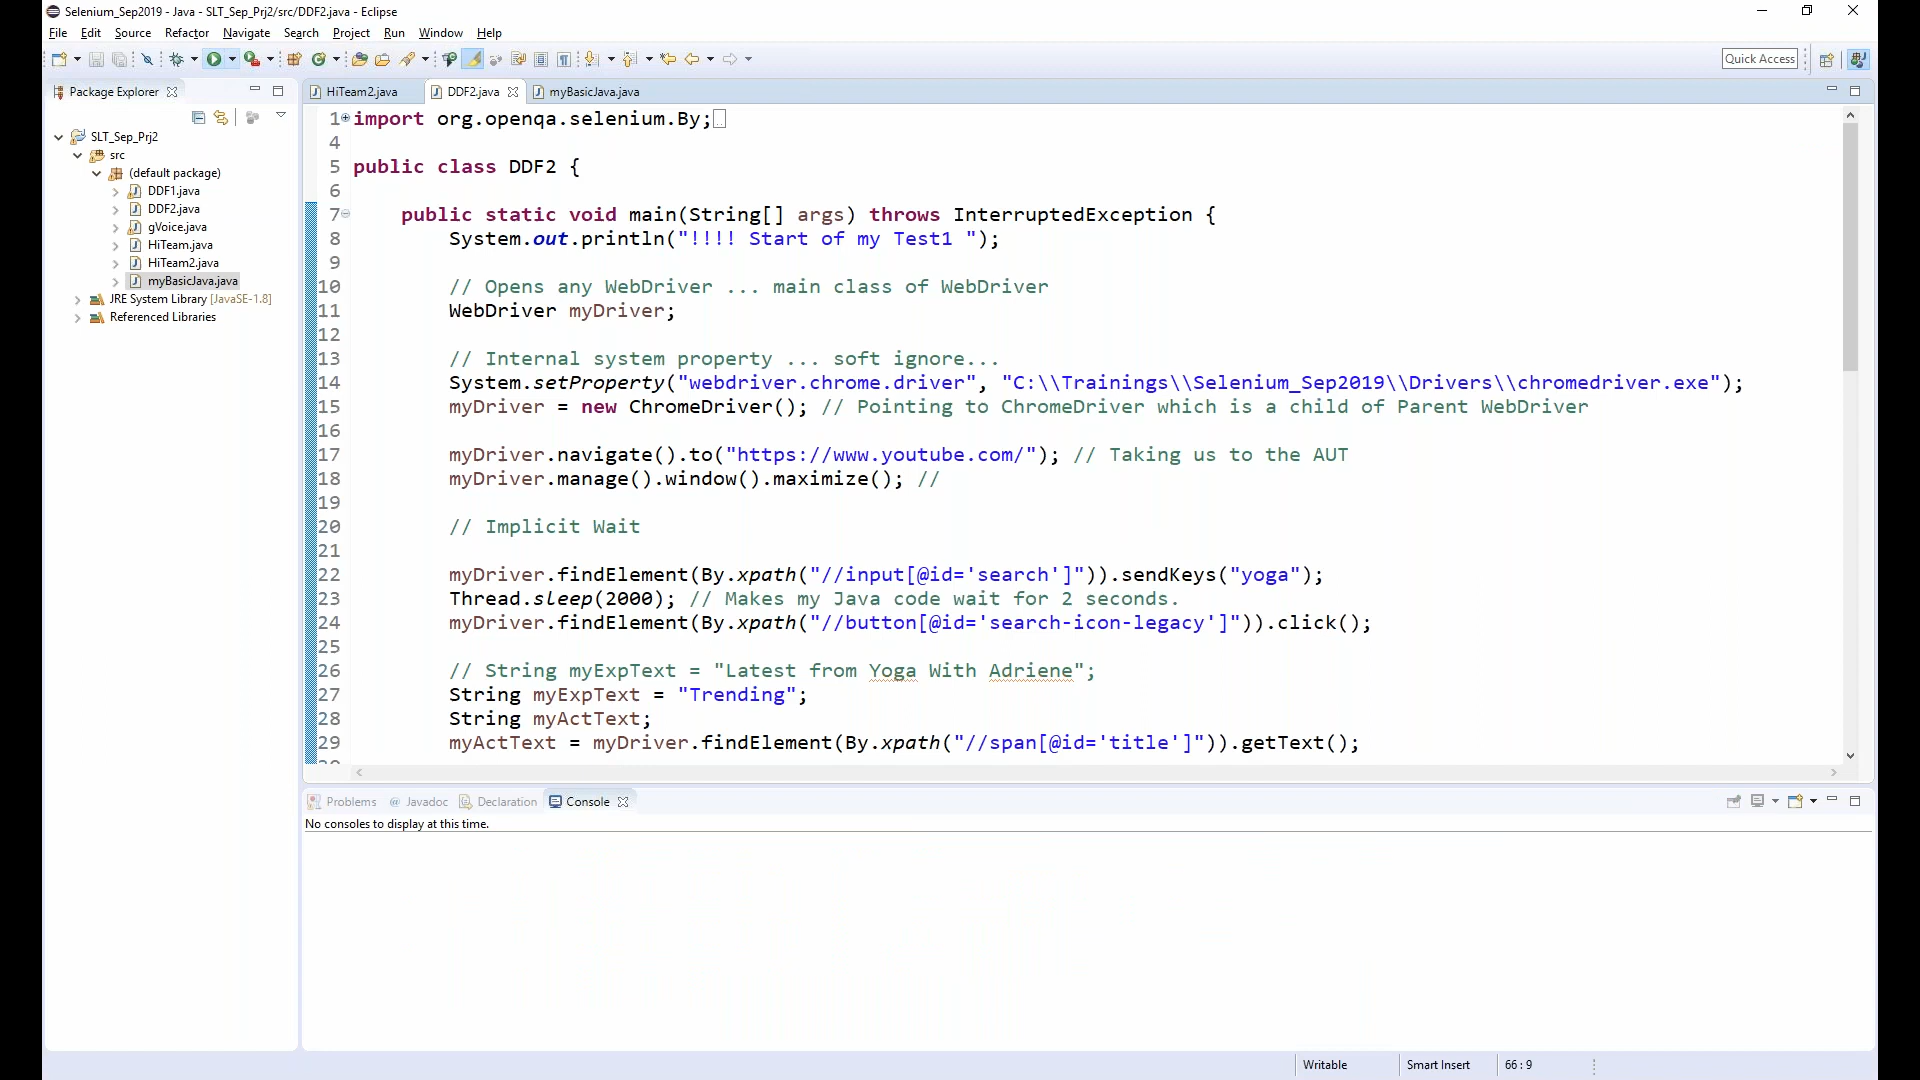 Selenium_Sep2019 - Java - SLT_Sep_Prj2/src/DDF2.java - Eclipse
File Edit Source Refactor Navigate Search Project Run Window Help
Quick Access
Package Explorer
SLT_Sep_Prj2
src
(default package)
DDF1.java
DDF2.java
gVoice.java
HiTeam.java
HiTeam2.java
myBasicJava.java
JRE System Library [JavaSE-1.8]
Referenced Libraries
HiTeam2.java DDF2.java myBasicJava.java
1 import org.openqa.selenium.By;
4
5 public class DDF2 {
6
7 public static void main(String[] args) throws InterruptedException {
8 System.out.println("!!!! Start of my Test1 ");
9
10 // Opens any WebDriver ... main class of WebDriver
11 WebDriver myDriver;
12
13 // Internal system property ... soft ignore...
14 System.setProperty("webdriver.chrome.driver", "C:\\Trainings\\Selenium_Sep2019\\Drivers\\chromedriver.exe");
15 myDriver = new ChromeDriver(); // Pointing to ChromeDriver which is a child of Parent WebDriver
16
17 myDriver.navigate().to("https://www.youtube.com/"); // Taking us to the AUT
18 myDriver.manage().window().maximize(); //
19
20 // Implicit Wait
21
22 myDriver.findElement(By.xpath("//input[@id='search']")).sendKeys("yoga");
23 Thread.sleep(2000); // Makes my Java code wait for 2 seconds.
24 myDriver.findElement(By.xpath("//button[@id='search-icon-legacy']")).click();
25
26 // String myExpText = "Latest from Yoga With Adriene";
27 String myExpText = "Trending";
28 String myActText;
29 myActText = myDriver.findElement(By.xpath("//span[@id='title']")).getText();
Problems @ Javadoc Declaration Console
No consoles to display at this time.
Writable Smart Insert 66 : 9